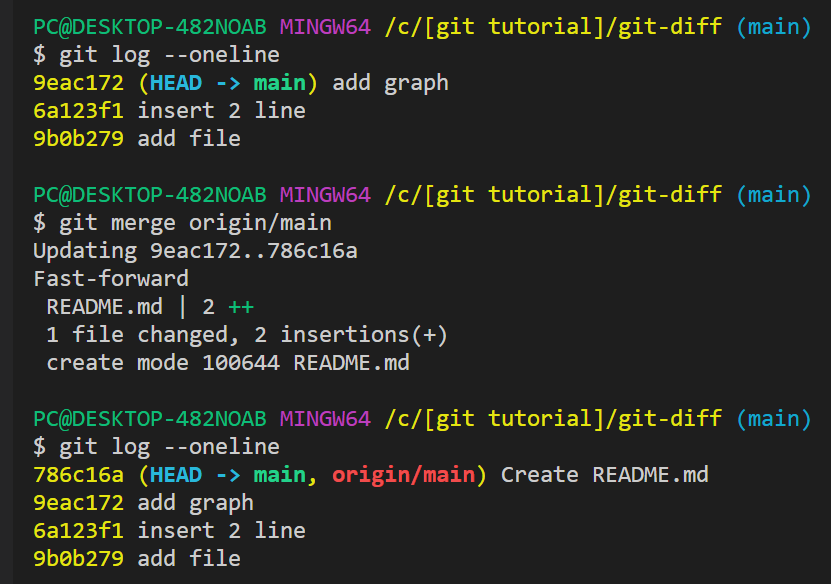 PC@DESKTOP-482NOAB MINGW64 /c/[git tutorial]/git-diff (main)
$ git log --oneline
9eac172 (HEAD -> main) add graph
6a123f1 insert 2 line
9b0b279 add file
PC@DESKTOP-482NOAB MINGW64 /c/[git tutorial]/git-diff (main)
$ git merge origin/main
Updating 9eac172..786c16a
Fast-forward
 README.md | 2 ++
 1 file changed, 2 insertions(+)
 create mode 100644 README.md
PC@DESKTOP-482NOAB MINGW64 /c/[git tutorial]/git-diff (main)
$ git log --oneline
786c16a (HEAD -> main, origin/main) Create README.md
9eac172 add graph
6a123f1 insert 2 line
9b0b279 add file